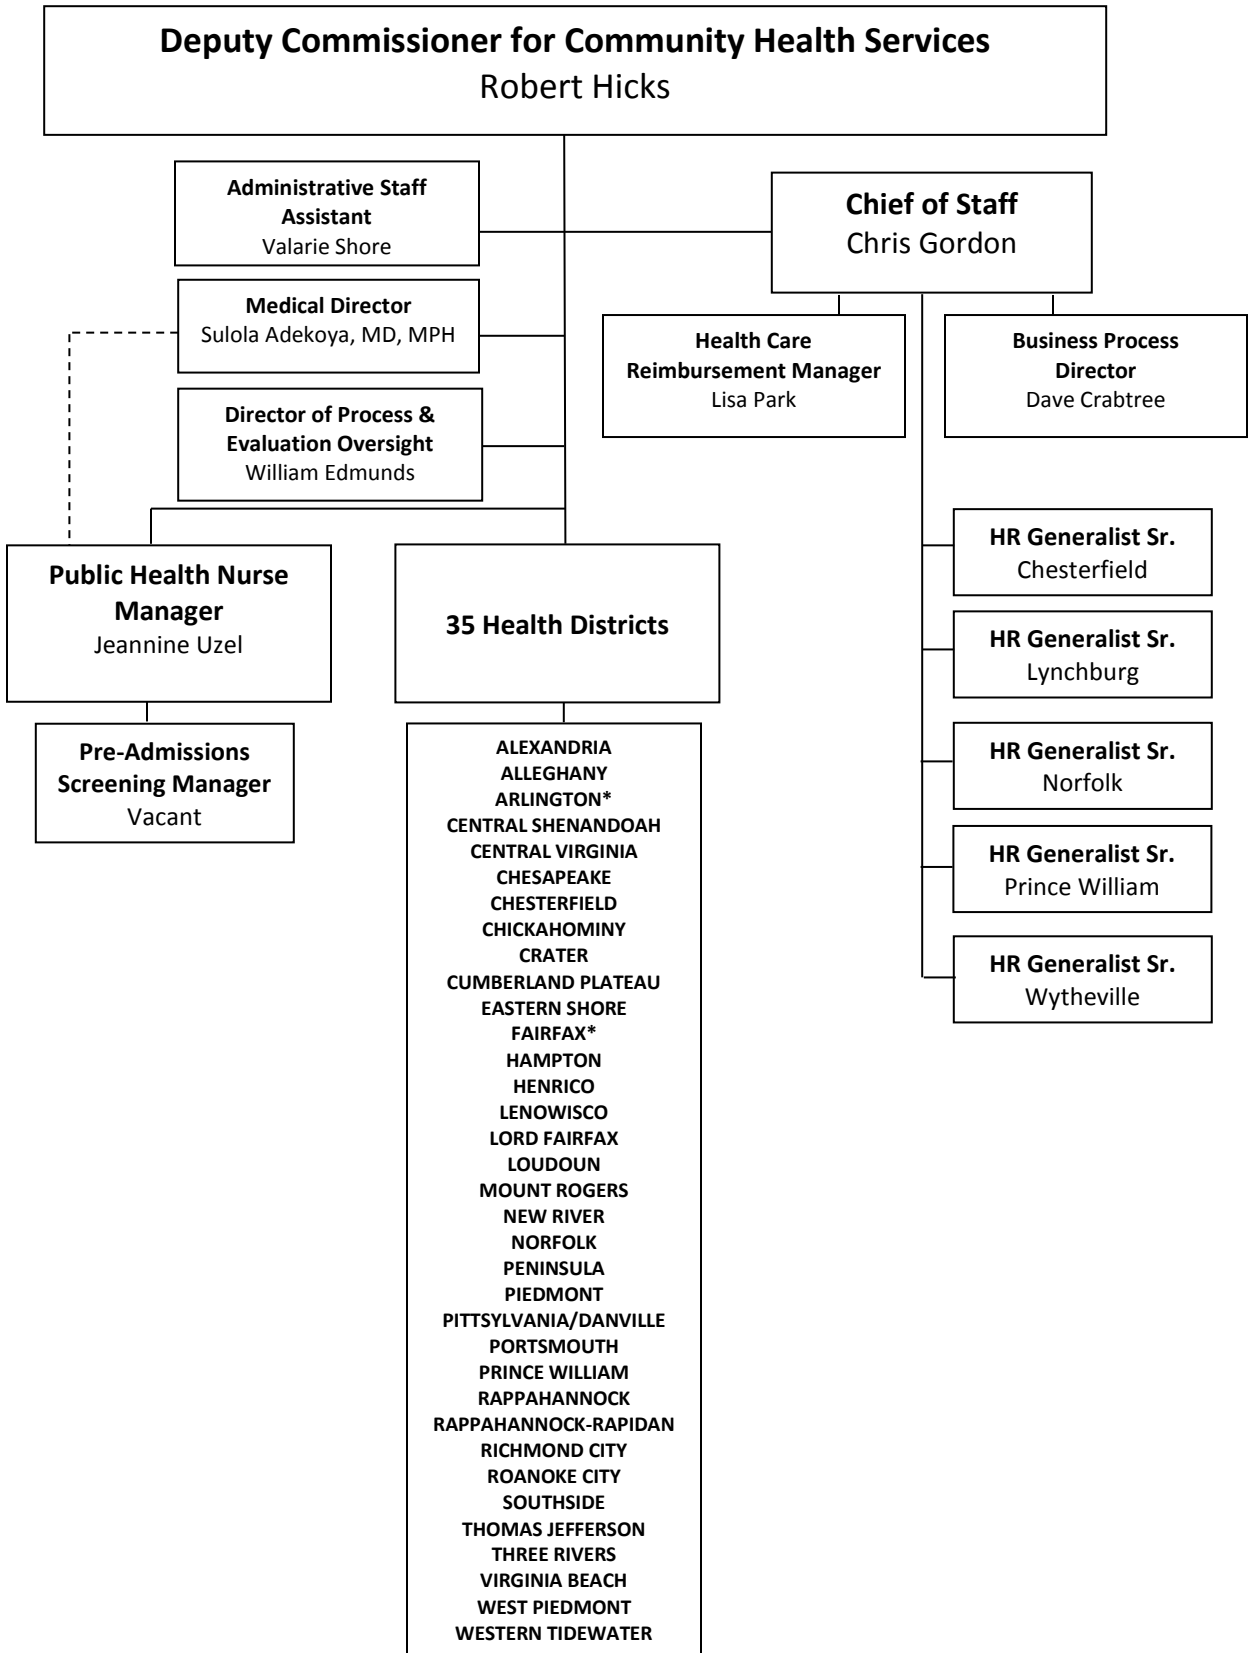 Deputy Commissioner for Community Health Services
Robert Hicks
Administrative Staff
Assistant
Valarie Shore
Chief of Staff
Chris Gordon
Medical Director
Sulola Adekoya, MD, MPH
Health Care
Reimbursement Manager
Lisa Park
Business Process
Director
Dave Crabtree
Director of Process &
Evaluation Oversight
William Edmunds
Public Health Nurse
Manager
Jeannine Uzel
35 Health Districts
HR Generalist Sr.
Chesterfield
HR Generalist Sr.
Lynchburg
HR Generalist Sr.
Norfolk
HR Generalist Sr.
Prince William
HR Generalist Sr.
Wytheville
Pre-Admissions
Screening Manager
Vacant
ALEXANDRIA
ALLEGHANY
ARLINGTON*
CENTRAL SHENANDOAH
CENTRAL VIRGINIA
CHESAPEAKE
CHESTERFIELD
CHICKAHOMINY
CRATER
CUMBERLAND PLATEAU
EASTERN SHORE
FAIRFAX*
HAMPTON
HENRICO
LENOWISCO
LORD FAIRFAX
LOUDOUN
MOUNT ROGERS
NEW RIVER
NORFOLK
PENINSULA
PIEDMONT
PITTSYLVANIA/DANVILLE
PORTSMOUTH
PRINCE WILLIAM
RAPPAHANNOCK
RAPPAHANNOCK-RAPIDAN
RICHMOND CITY
ROANOKE CITY
SOUTHSIDE
THOMAS JEFFERSON
THREE RIVERS
VIRGINIA BEACH
WEST PIEDMONT
WESTERN TIDEWATER